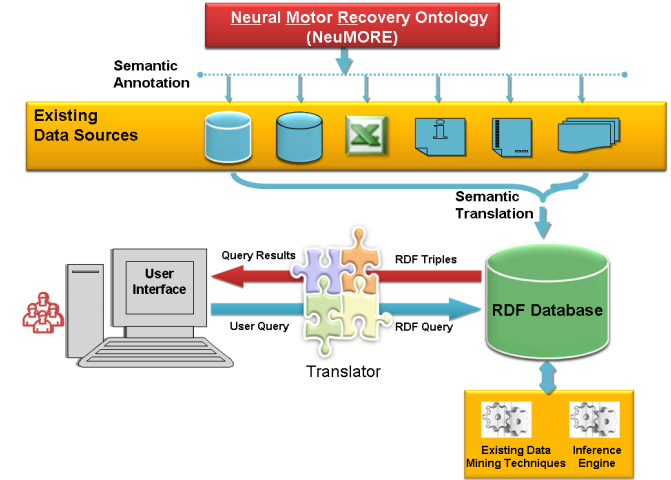 Neural Motor Recovery Ontology
(NeuMORE)
Semantic
Annotation
Existing
Data Sources
Semantic
Translation
Query Results
RDF Triples
User
Interface
RDF Database
User Query
RDF Query
Translator
Existing Data
Mining Techniques
Inference
Engine